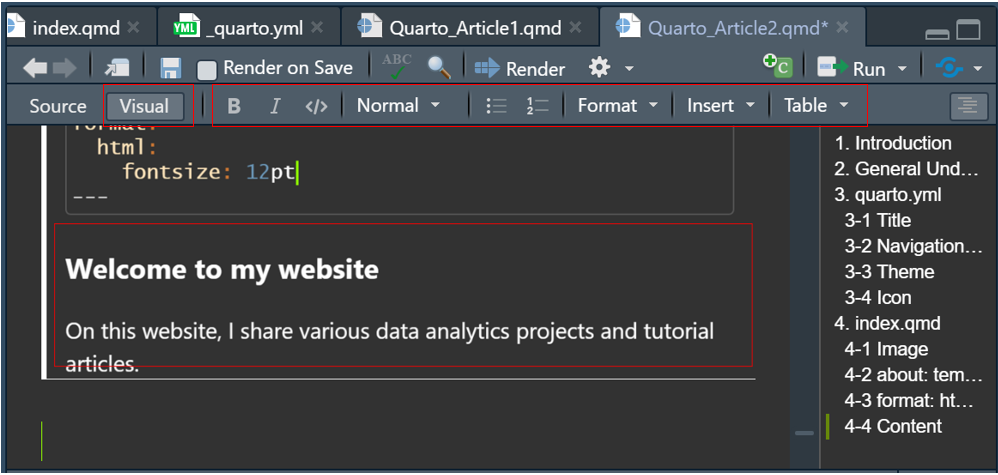 index.qmd
_quarto.yml
Quarto_Article1.qmd
Quarto_Article2.qmd*
Render on Save
ABC
Render
C
Run
Source
Visual
B
I
</>
Normal
Format
Insert
Table
format:
html:
fontsize: 12pt
---
Welcome to my website
On this website, I share various data analytics projects and tutorial
articles.
1. Introduction
2. General Und…
3. quarto.yml
3-1 Title
3-2 Navigation…
3-3 Theme
3-4 Icon
4. index.qmd
4-1 Image
4-2 about: tem…
4-3 format: ht…
4-4 Content